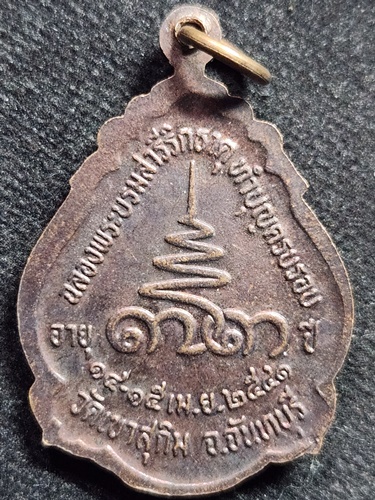 ฉลองพระบรมสารีริกธาตุ ทำบุญครบรอบ
อายุ ๗๒ ปี
๑๔-๑๕ เม.ย. ๒๕๔๑
วัดเขาสุกิม จ.จันทบุรี